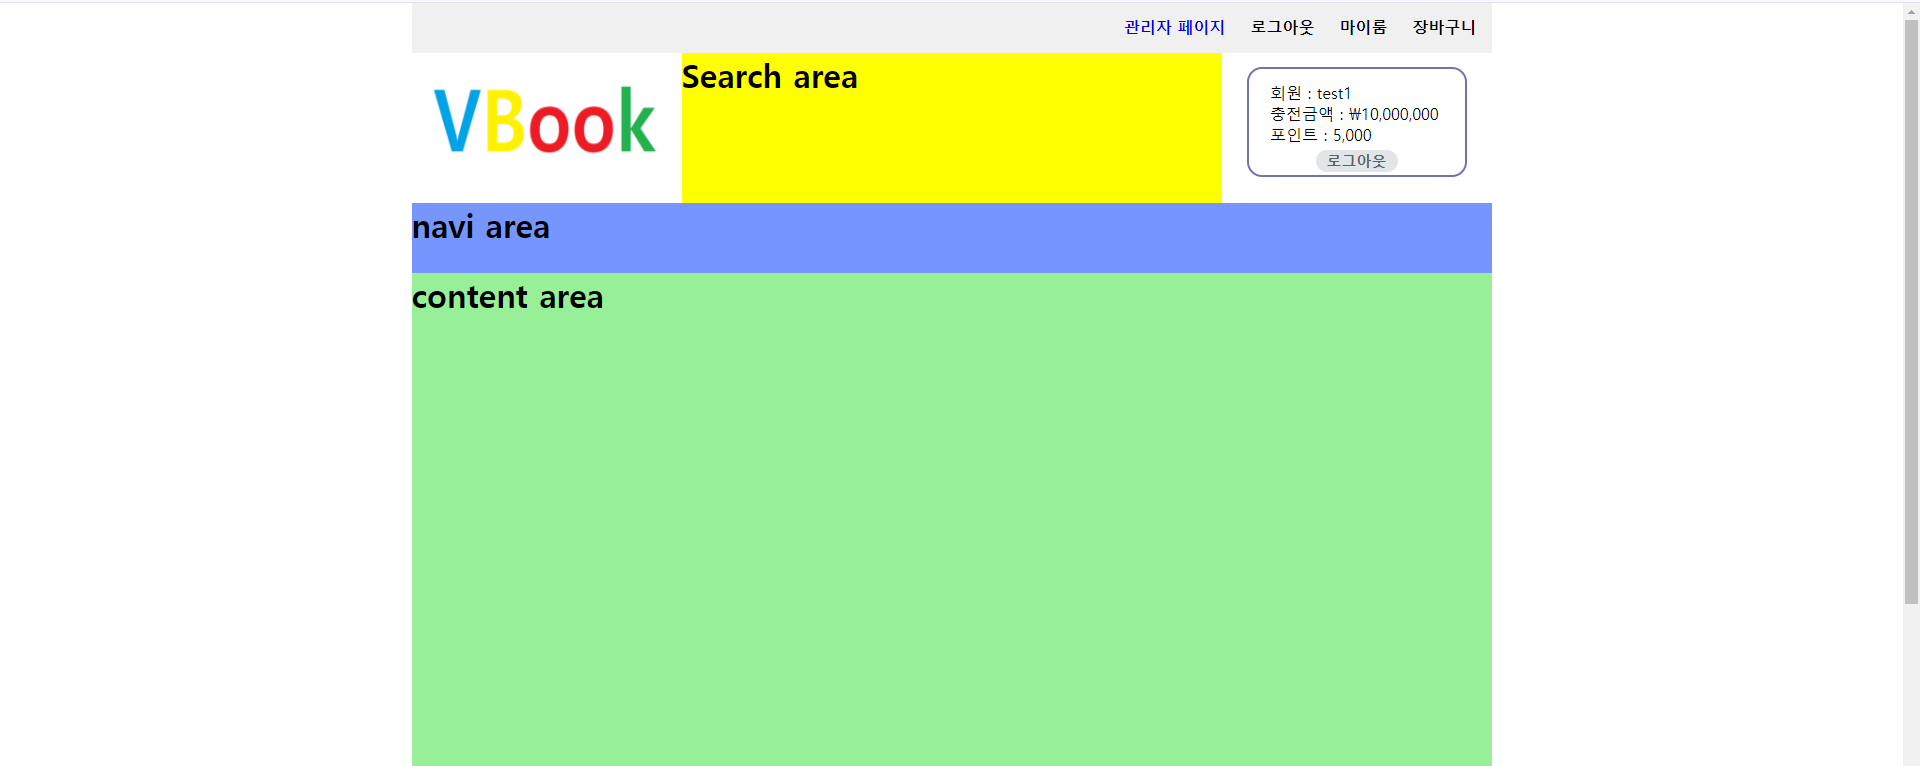 관리자 페이지 로그아웃 마이룸 장바구니
VBook
Search area
회원 : test1
충전금액 : ₩10,000,000
포인트 : 5,000
로그아웃
navi area
content area